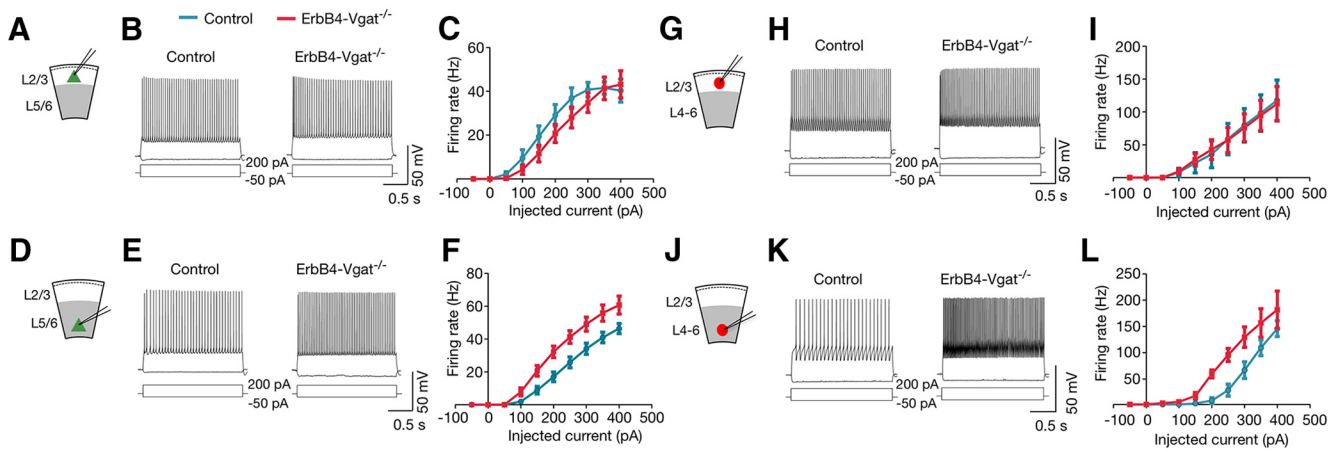 Control
ErbB4-Vgat-/-
A
L2/3
L5/6
B
Control
ErbB4-Vgat-/-
200 pA
-50 pA
50 mV
0.5 s
C
Firing rate (Hz)
60
40
20
-100 0 100 200 300 400 500
Injected current (pA)
G
L2/3
L4-6
H
Control
ErbB4-Vgat-/-
200 pA
-50 pA
50 mV
0.5 s
I
Firing rate (Hz)
200
150
100
50
-100 0 100 200 300 400 500
Injected current (pA)
D
L2/3
L5/6
E
Control
ErbB4-Vgat-/-
200 pA
-50 pA
50 mV
0.5 s
F
Firing rate (Hz)
80
60
40
20
-100 0 100 200 300 400 500
Injected current (pA)
J
L2/3
L4-6
K
Control
ErbB4-Vgat-/-
200 pA
-50 pA
50 mV
0.5 s
L
Firing rate (Hz)
250
200
150
100
50
-100 0 100 200 300 400 500
Injected current (pA)